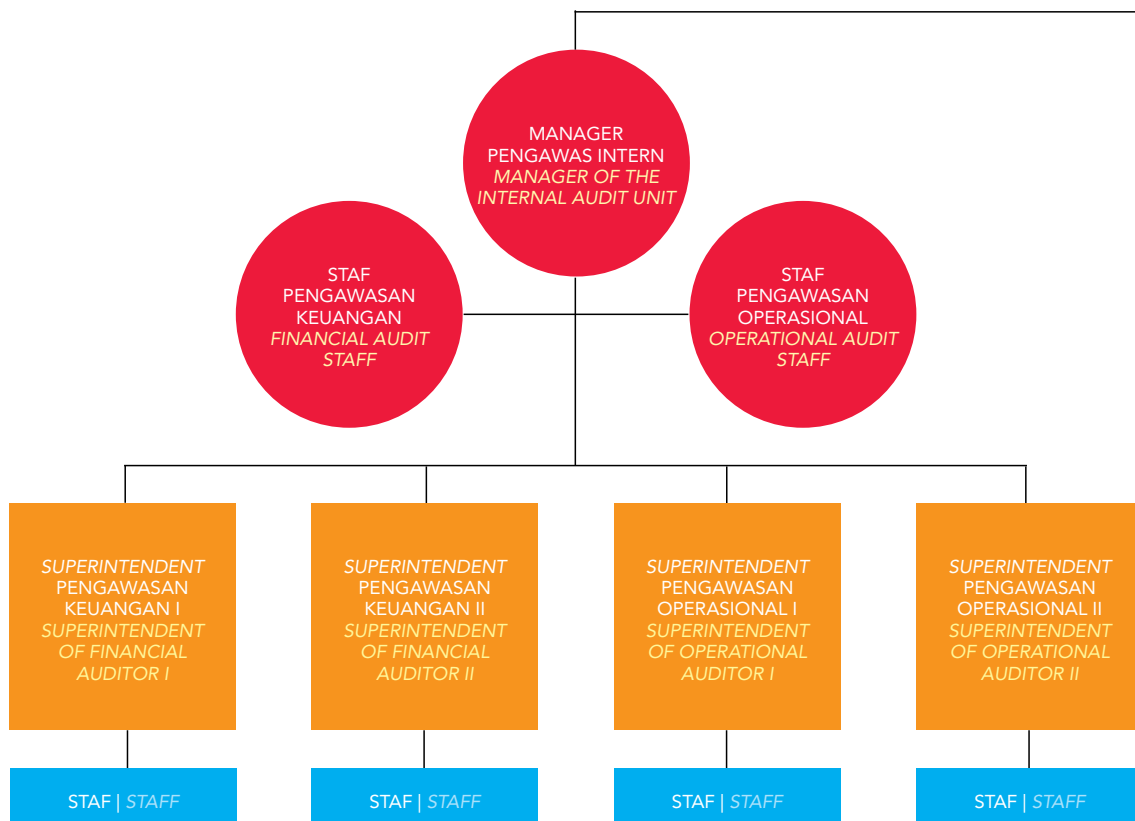 MANAGER
PENGAWAS INTERN
MANAGER OF THE
INTERNAL AUDIT UNIT
STAF
PENGAWASAN
KEUANGAN
FINANCIAL AUDIT
STAFF
STAF
PENGAWASAN
OPERASIONAL
OPERATIONAL AUDIT
STAFF
SUPERINTENDENT
PENGAWASAN
KEUANGAN I
SUPERINTENDENT
OF FINANCIAL
AUDITOR I
SUPERINTENDENT
PENGAWASAN
KEUANGAN II
SUPERINTENDENT
OF FINANCIAL
AUDITOR II
SUPERINTENDENT
PENGAWASAN
OPERASIONAL I
SUPERINTENDENT
OF OPERATIONAL
AUDITOR I
SUPERINTENDENT
PENGAWASAN
OPERASIONAL II
SUPERINTENDENT
OF OPERATIONAL
AUDITOR II
STAF | STAFF
STAF | STAFF
STAF | STAFF
STAF | STAFF